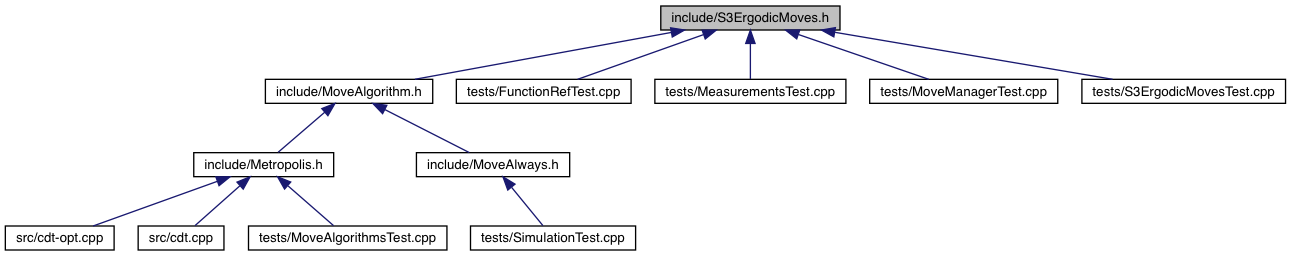 include/S3ErgodicMoves.h
include/MoveAlgorithm.h
tests/FunctionRefTest.cpp
tests/MeasurementsTest.cpp
tests/MoveManagerTest.cpp
tests/S3ErgodicMovesTest.cpp
include/Metropolis.h
include/MoveAlways.h
src/cdt-opt.cpp
src/cdt.cpp
tests/MoveAlgorithmsTest.cpp
tests/SimulationTest.cpp